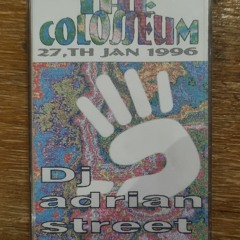 THE
COLOSSEUM
27,TH JAN 1996
Dj
adrian
street